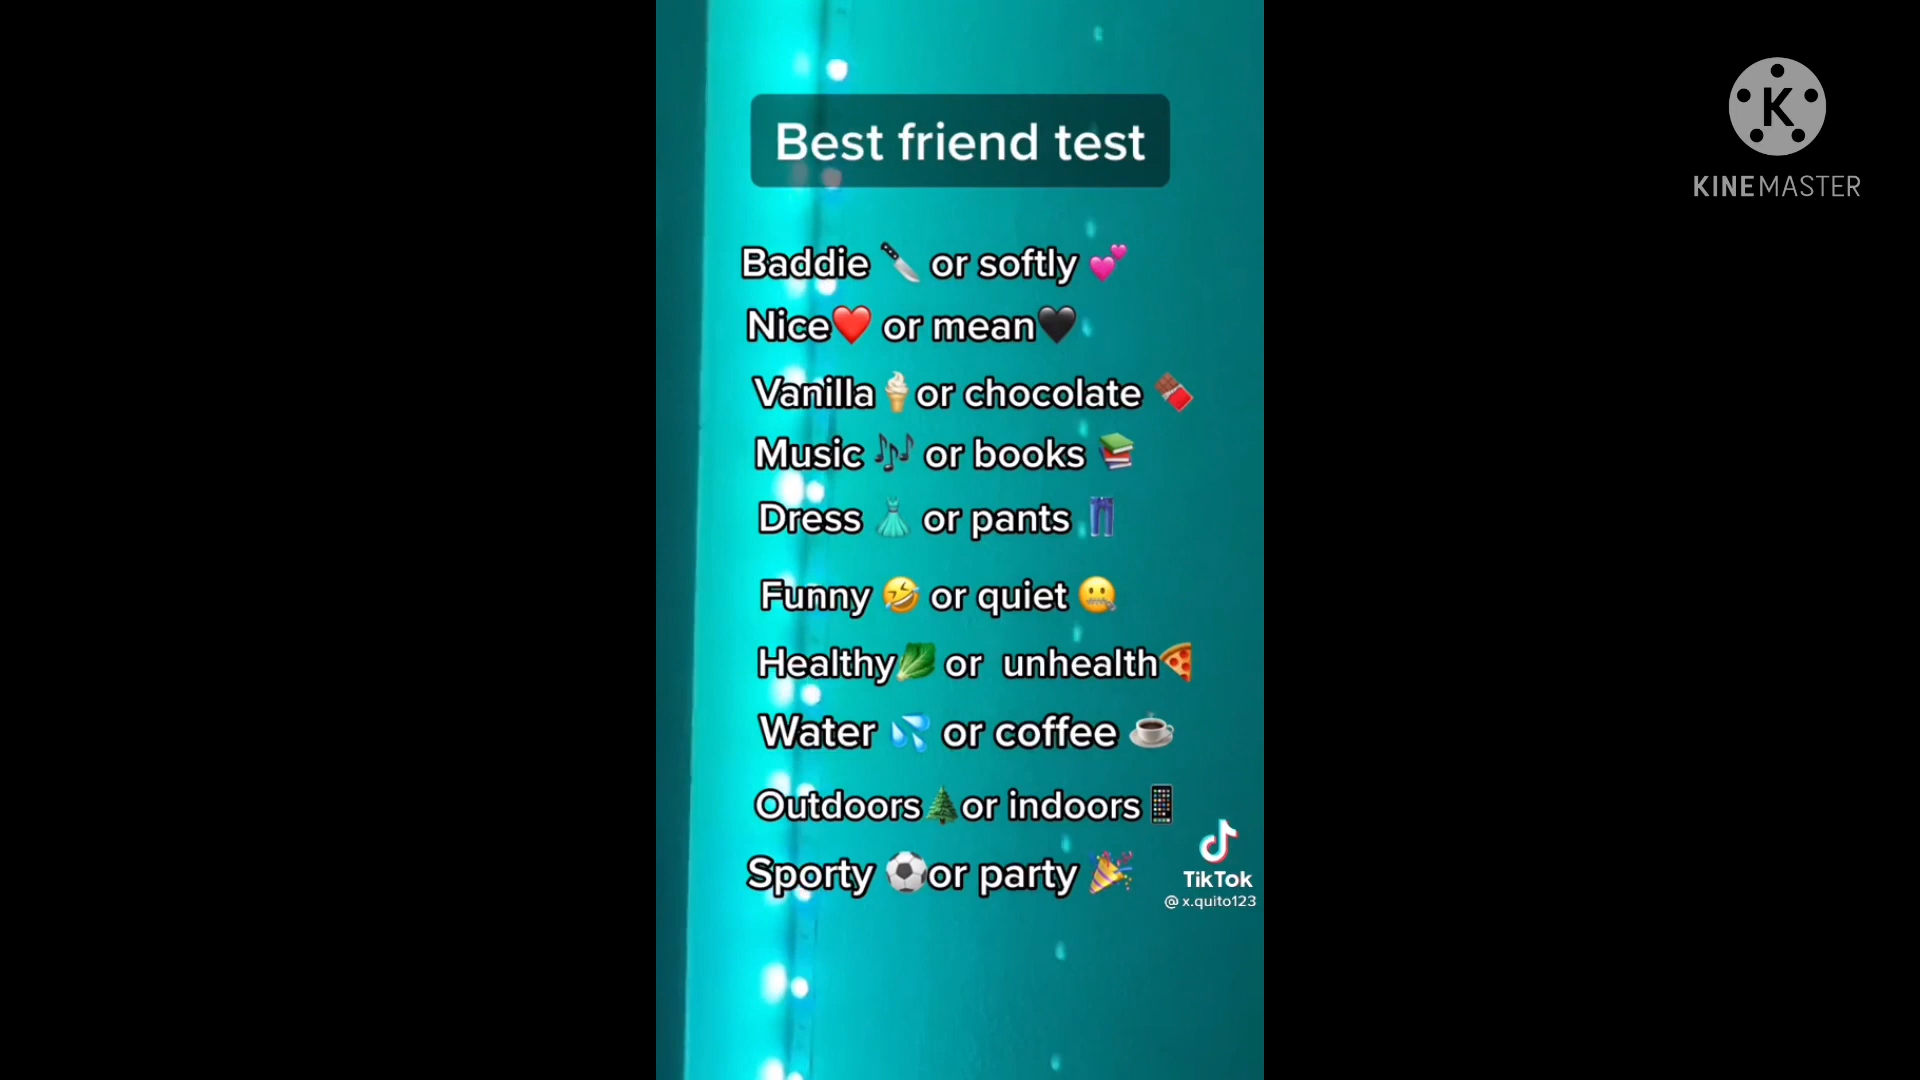 Best friend test
Baddie 🔪 or softly 💕
Nice❤️ or mean🖤
Vanilla🍦or chocolate 🍫
Music 🎶 or books 📚
Dress 👗 or pants 👖
Funny 🤣 or quiet 🤐
Healthy🥬 or  unhealth🍕
Water 💦 or coffee ☕
Outdoors🌲or indoors📱
Sporty ⚽or party 🎉
TikTok
@x.quito123
K
KINEMASTER